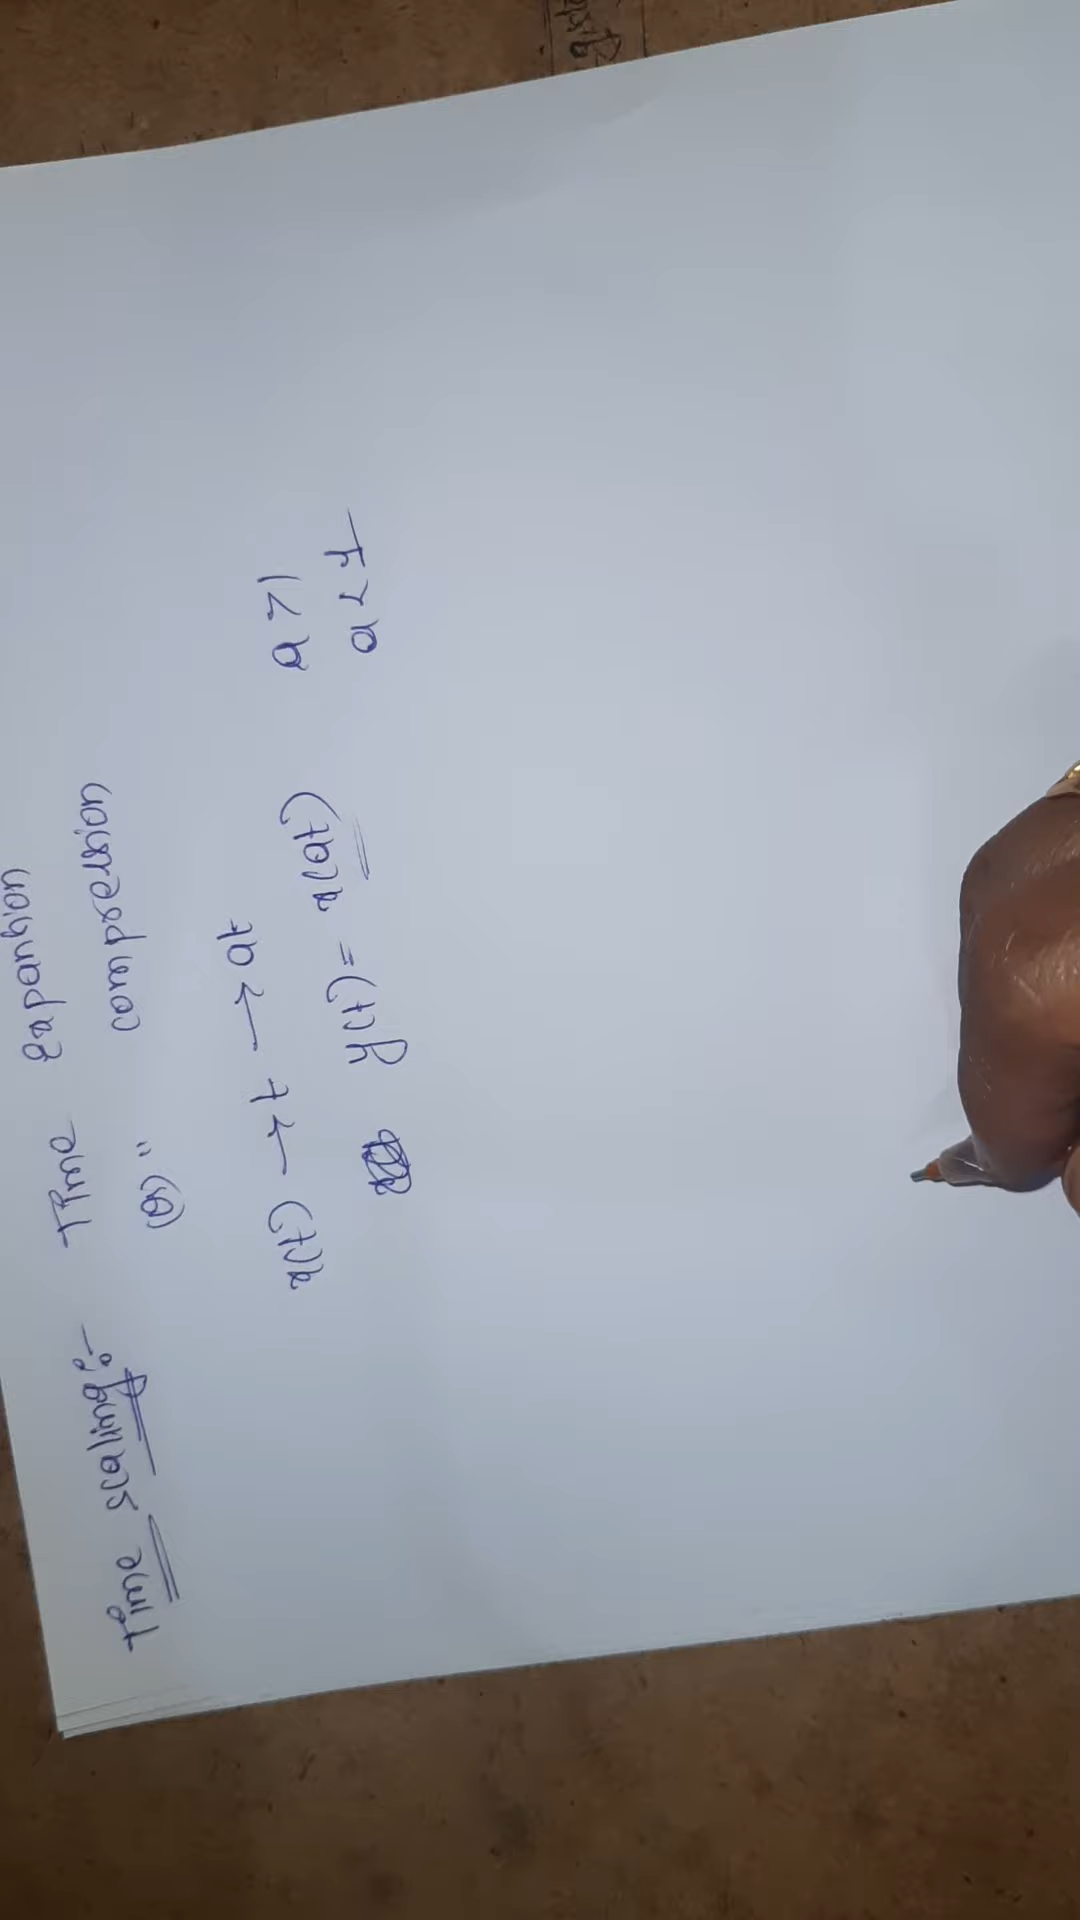 Time scaling:- Time expansion
(or) " compression
x(t) → t → at
y(t) = x(at)
a > 1
a < 1